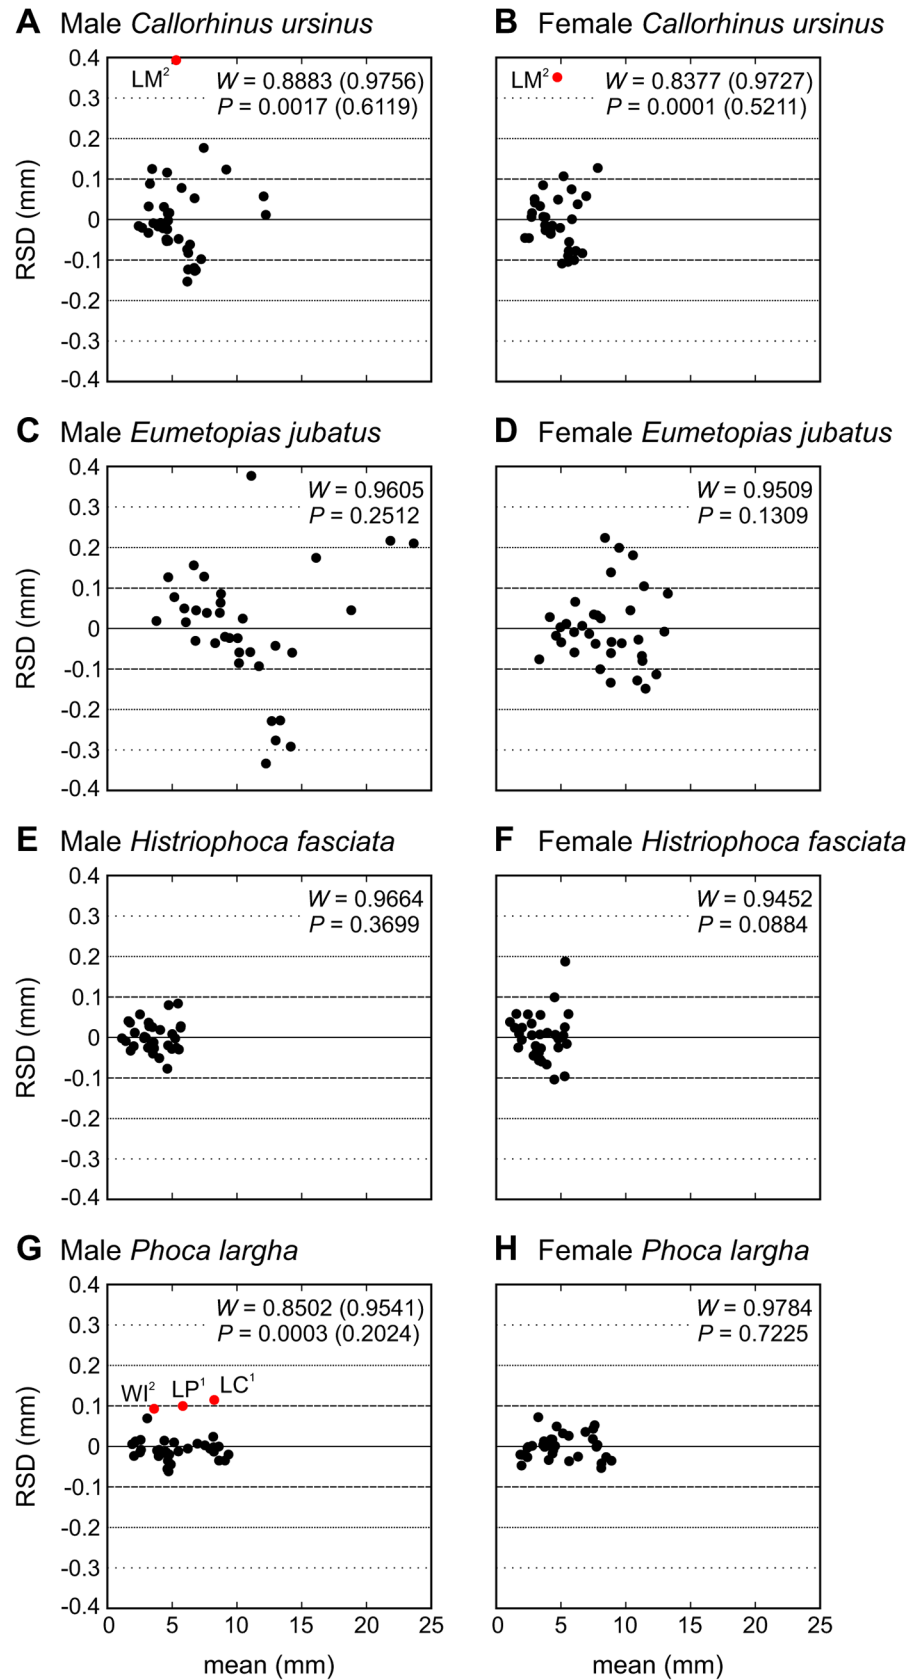 A Male Callorhinus ursinus
B Female Callorhinus ursinus
RSD (mm)
0.4
0.3
0.2
0.1
0
-0.1
-0.2
-0.3
-0.4
LM²
W = 0.8883 (0.9756)
P = 0.0017 (0.6119)
LM²
W = 0.8377 (0.9727)
P = 0.0001 (0.5211)
C Male Eumetopias jubatus
D Female Eumetopias jubatus
RSD (mm)
0.4
0.3
0.2
0.1
0
-0.1
-0.2
-0.3
-0.4
W = 0.9605
P = 0.2512
W = 0.9509
P = 0.1309
E Male Histriophoca fasciata
F Female Histriophoca fasciata
RSD (mm)
0.4
0.3
0.2
0.1
0
-0.1
-0.2
-0.3
-0.4
W = 0.9664
P = 0.3699
W = 0.9452
P = 0.0884
G Male Phoca largha
H Female Phoca largha
RSD (mm)
0.4
0.3
0.2
0.1
0
-0.1
-0.2
-0.3
-0.4
W = 0.8502 (0.9541)
P = 0.0003 (0.2024)
WI² LP¹ LC¹
W = 0.9784
P = 0.7225
0 5 10 15 20 25
0 5 10 15 20 25
mean (mm)
mean (mm)